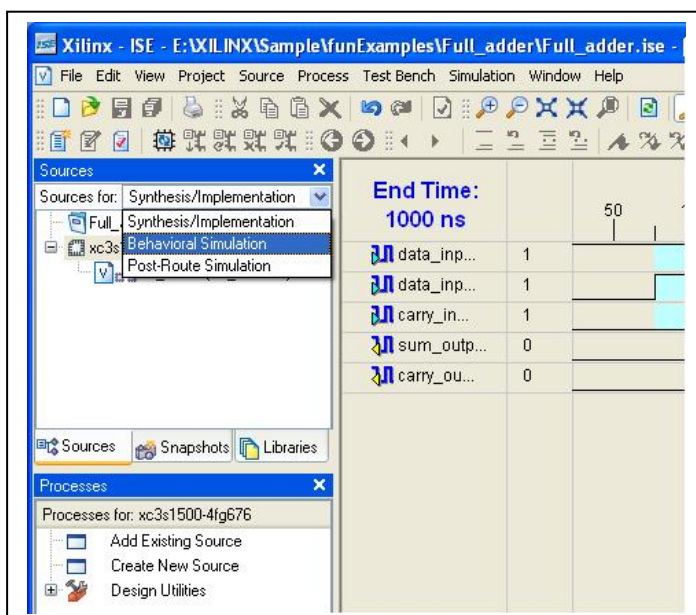 Xilinx - ISE - E:\XILINX\Sample\funExamples\Full_adder\Full_adder.ise -
File Edit View Project Source Process Test Bench Simulation Window Help
Sources
Sources for: Synthesis/Implementation
Synthesis/Implementation
Behavioral Simulation
Post-Route Simulation
Full_
xc3s
Sources Snapshots Libraries
Processes
Processes for: xc3s1500-4fg676
Add Existing Source
Create New Source
Design Utilities
End Time:
1000 ns
50
data_inp... 1
data_inp... 1
carry_in... 1
sum_outp... 0
carry_ou... 0